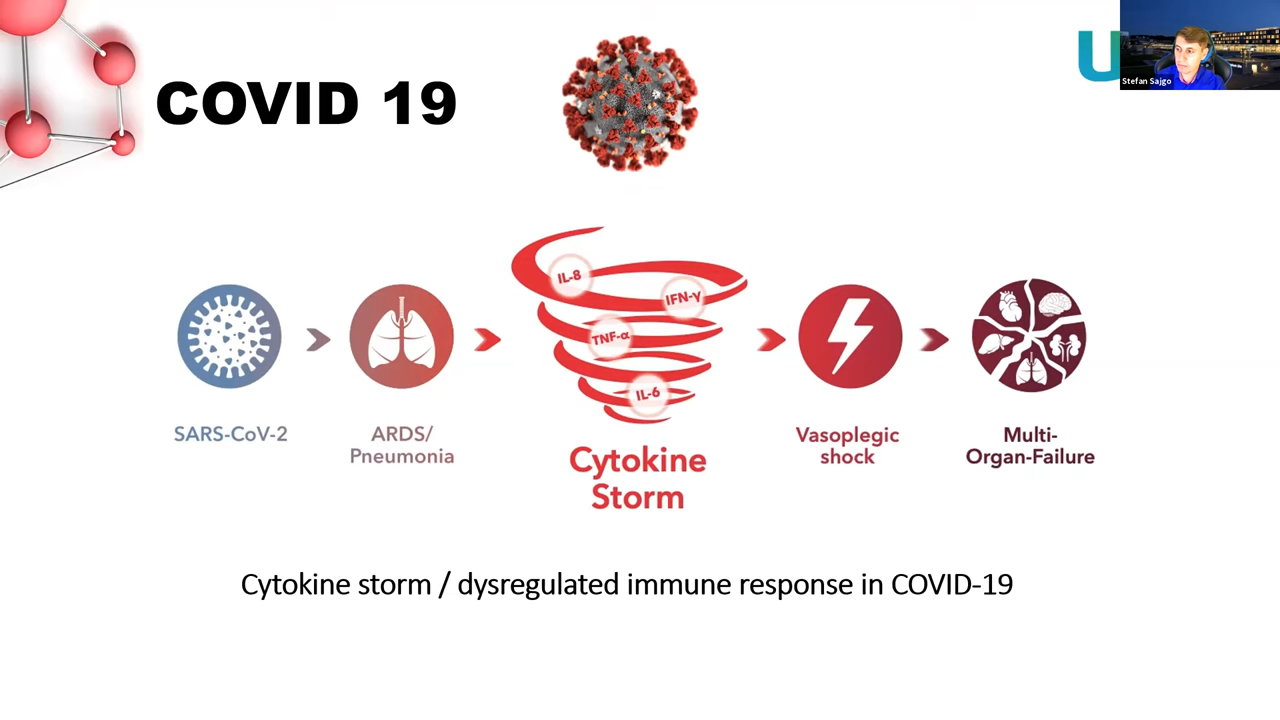 COVID 19
U
Stefan Sajgo
IL-8
IFN-γ
TNF-α
IL-6
SARS-CoV-2
ARDS/
Pneumonia
Cytokine
Storm
Vasoplegic
shock
Multi-
Organ-Failure
Cytokine storm / dysregulated immune response in COVID-19